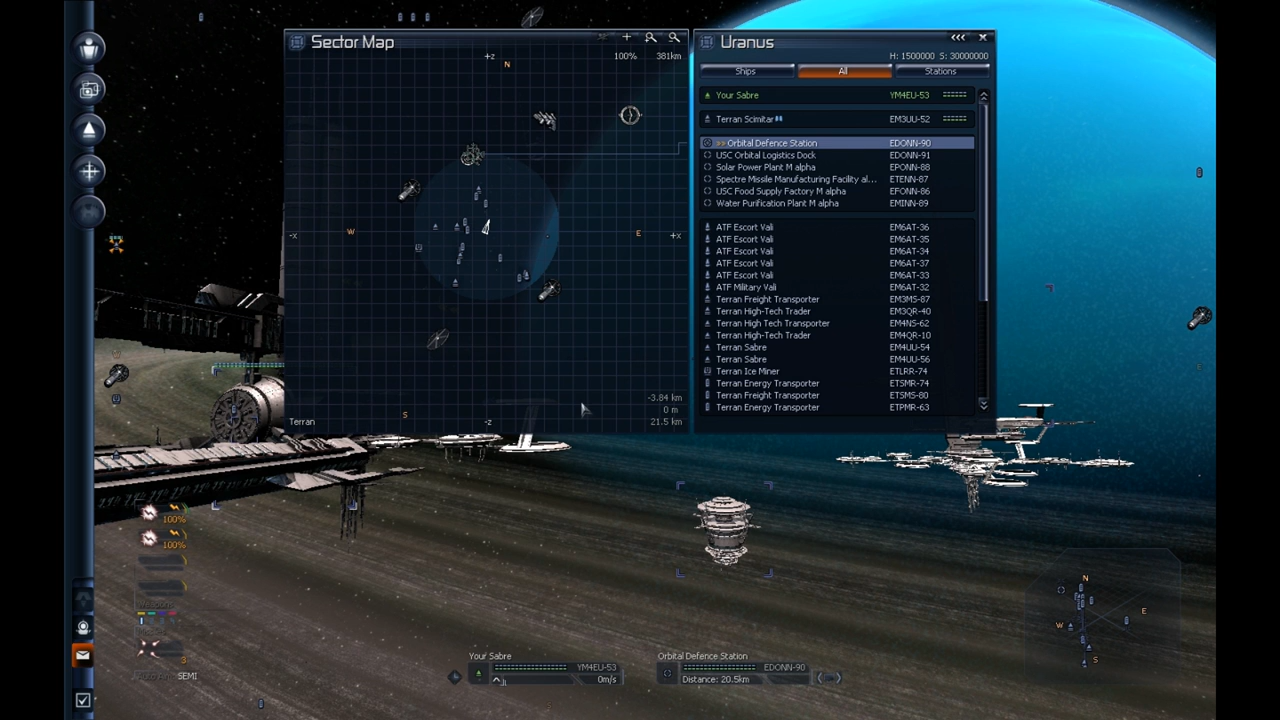 Sector Map
100% 381km
+z
N
-x
W
E
+x
-3.84 km
0 m
21.5 km
Terran
S
-z
Uranus
H: 1500000 S: 30000000
Ships All Stations
Your Sabre YM4EU-53
Terran Scimitar EM3UU-52
>> Orbital Defence Station EDONN-90
USC Orbital Logistics Dock EDONN-91
Solar Power Plant M alpha EPONN-88
Spectre Missile Manufacturing Facility al... ETENN-87
USC Food Supply Factory M alpha EFONN-86
Water Purification Plant M alpha EMINN-89
ATF Escort Vali EM6AT-36
ATF Escort Vali EM6AT-35
ATF Escort Vali EM6AT-34
ATF Escort Vali EM6AT-37
ATF Escort Vali EM6AT-33
ATF Military Vali EM6AT-32
Terran Freight Transporter EM3MS-87
Terran High-Tech Trader EM3QR-40
Terran High Tech Transporter EM4NS-62
Terran High-Tech Trader EM4QR-10
Terran Sabre EM4UU-54
Terran Sabre EM4UU-56
Terran Ice Miner ETLRR-74
Terran Energy Transporter ETSMR-74
Terran Freight Transporter ETSMS-80
Terran Energy Transporter ETPMR-63
W
100%
100%
3
SEMI
Your Sabre
YM4EU-53
0m/s
Orbital Defence Station
EDONN-90
Distance: 20.5km
N
E
W
S